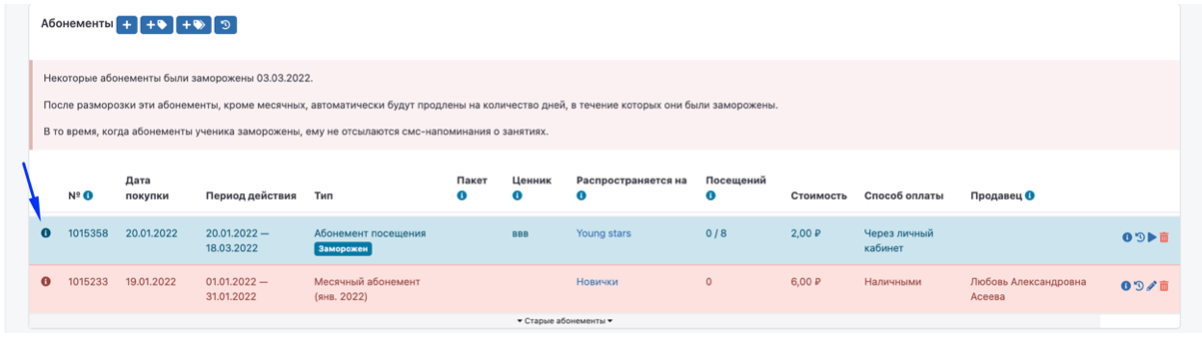 Абонементы
Некоторые абонементы были заморожены 03.03.2022.
После разморозки эти абонементы, кроме месячных, автоматически будут продлены на количество дней, в течение которых они были заморожены.
В то время, когда абонементы ученика заморожены, ему не отсылаются смс-напоминания о занятиях.
№ Дата покупки Период действия Тип Пакет Ценник Распространяется на Посещений Стоимость Способ оплаты Продавец
1015358 20.01.2022 20.01.2022 — 18.03.2022 Абонемент посещения Заморожен ввв Young stars 0 / 8 2,00 ₽ Через личный кабинет
1015233 19.01.2022 01.01.2022 — 31.01.2022 Месячный абонемент (янв. 2022) Новички 0 6,00 ₽ Наличными Любовь Александровна Асеева
Старые абонементы